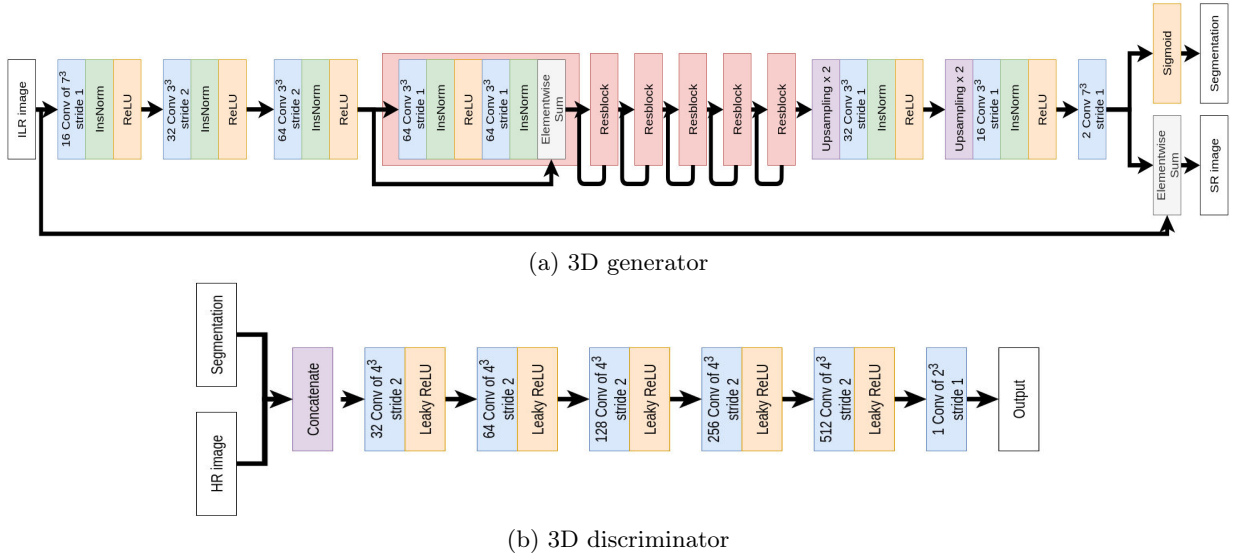 ILR image
16 Conv of 7³
stride 1
InsNorm
ReLU
32 Conv 3³
stride 2
InsNorm
ReLU
64 Conv 3³
stride 2
InsNorm
ReLU
64 Conv 3³
stride 1
InsNorm
ReLU
64 Conv 3³
stride 1
InsNorm
Elementwise
Sum
Resblock
Resblock
Resblock
Resblock
Resblock
Upsampling x 2
32 Conv 3³
stride 1
InsNorm
ReLU
Upsampling x 2
16 Conv 3³
stride 1
InsNorm
ReLU
2 Conv 7³
stride 1
Sigmoid
Segmentation
Elementwise
Sum
SR image
(a) 3D generator
Segmentation
HR image
Concatenate
32 Conv of 4³
stride 2
Leaky ReLU
64 Conv of 4³
stride 2
Leaky ReLU
128 Conv of 4³
stride 2
Leaky ReLU
256 Conv of 4³
stride 2
Leaky ReLU
512 Conv of 4³
stride 2
Leaky ReLU
1 Conv of 2³
stride 1
Output
(b) 3D discriminator